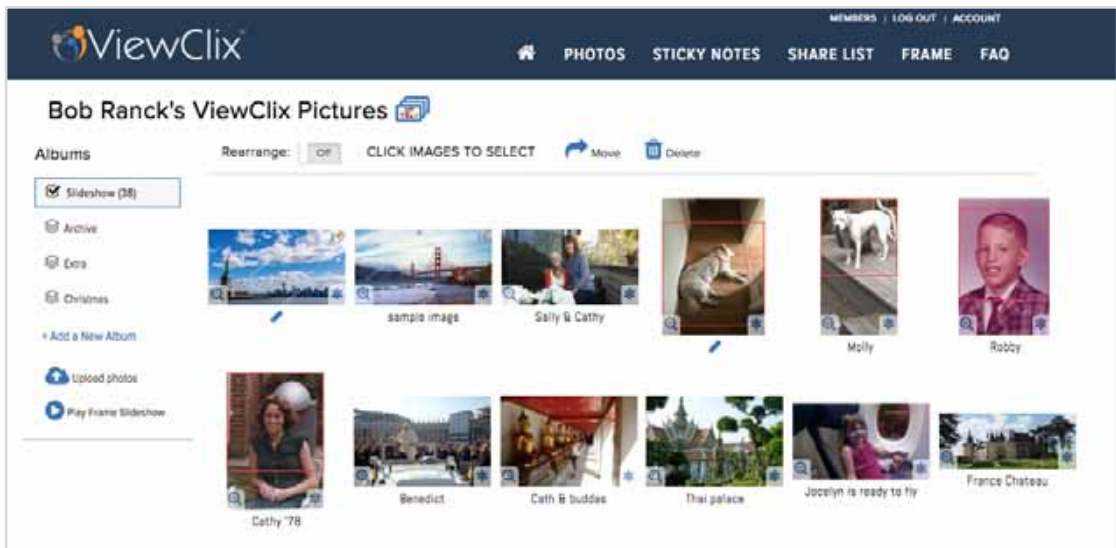 MEMBERS | LOG OUT | ACCOUNT
ViewClix
PHOTOS STICKY NOTES SHARE LIST FRAME FAQ
Bob Ranck's ViewClix Pictures
Albums
Rearrange: Off CLICK IMAGES TO SELECT Move Delete
Slideshow (38)
Archive
Extra
Christmas
+ Add a New Album
Upload photos
Play Frame Slideshow
sample image
Sally & Cathy
Molly
Robby
Cathy '78
Benedict
Cath & buddas
Thai palace
Jocelyn is ready to fly
France Chateau